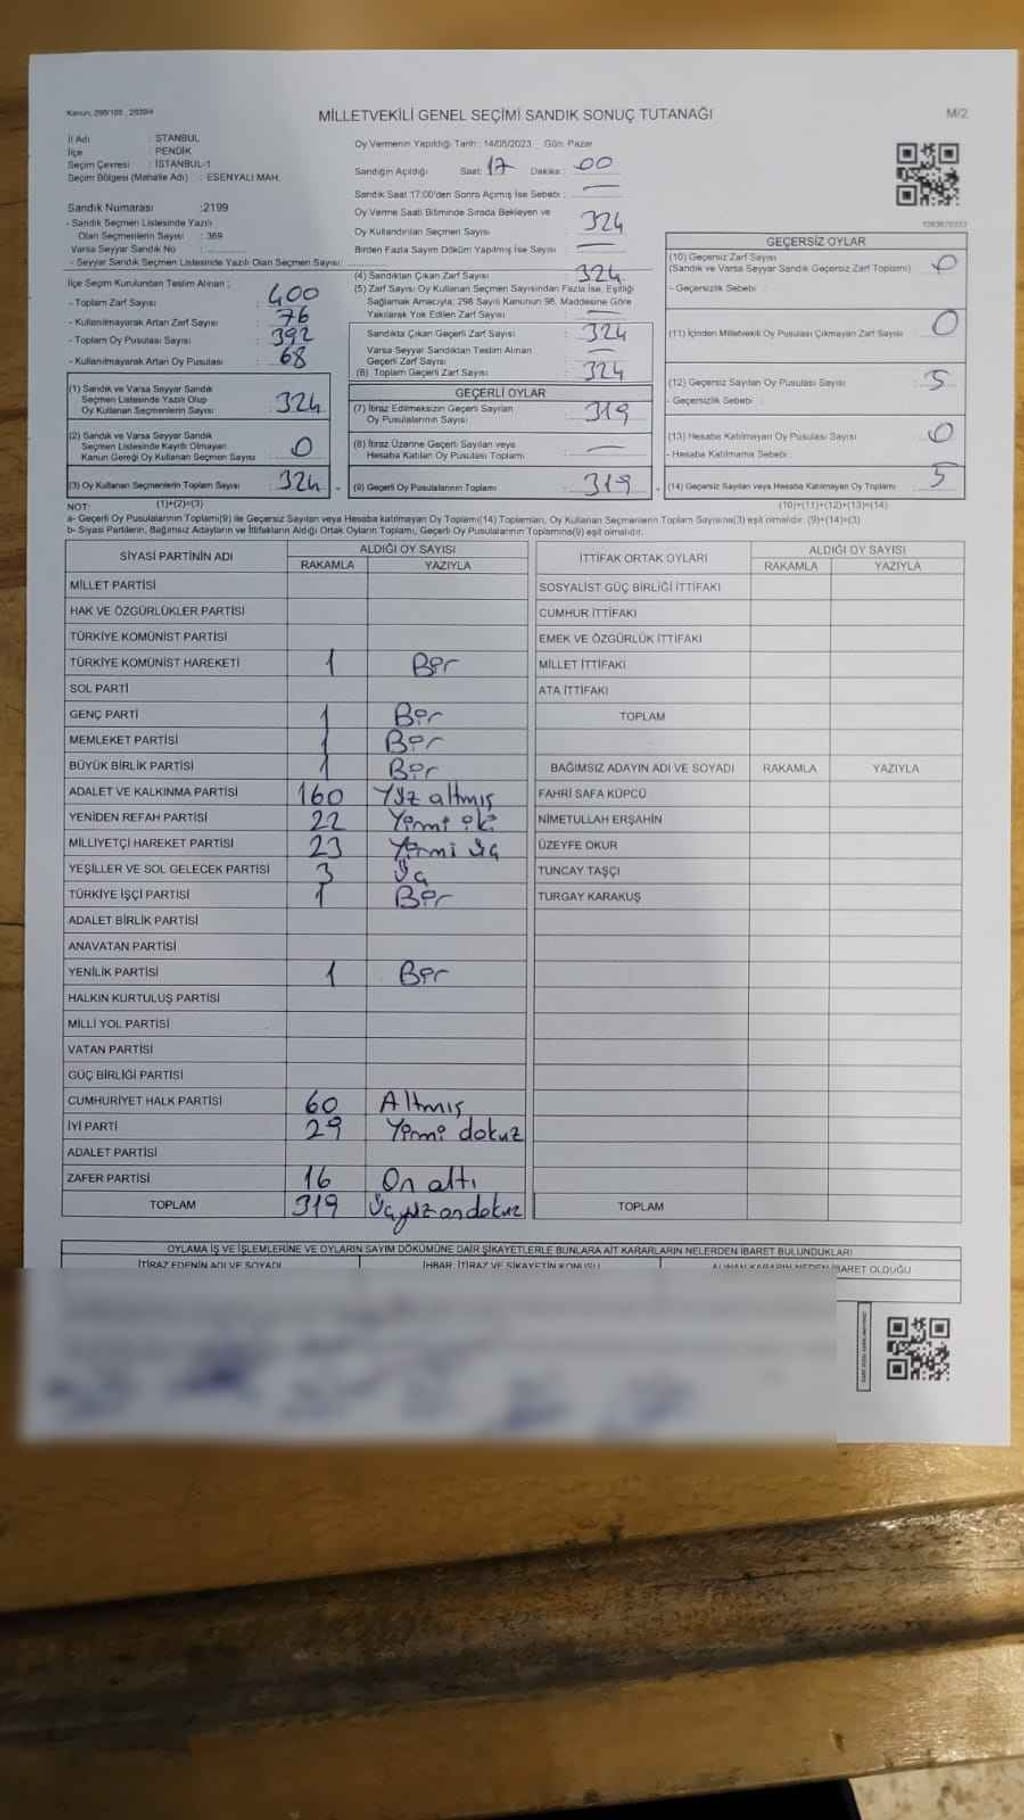 Kanun: 298/105 , 2839/4
MİLLETVEKİLİ GENEL SEÇİMİ SANDIK SONUÇ TUTANAĞI
M/2
İl Adı : STANBUL
İlçe : PENDİK
Seçim Çevresi : İSTANBUL-1
Seçim Bölgesi (Mahalle Adı) : ESENYALI MAH.
Sandık Numarası :2199
- Sandık Seçmen Listesinde Yazılı
Olan Seçmenlerin Sayısı : 369
Varsa Seyyar Sandık No :
- Seyyar Sandık Seçmen Listesinde Yazılı Olan Seçmen Sayısı:
İlçe Seçim Kurulundan Teslim Alınan :
- Toplam Zarf Sayısı : 400
- Kullanılmayarak Artan Zarf Sayısı : 76
- Toplam Oy Pusulası Sayısı : 392
- Kullanılmayarak Artan Oy Pusulası : 68
(1) Sandık ve Varsa Seyyar Sandık
Seçmen Listesinde Yazılı Olup
Oy Kullanan Seçmenlerin Sayısı : 324
(2) Sandık ve Varsa Seyyar Sandık
Seçmen Listesinde Kayıtlı Olmayan
Kanun Gereği Oy Kullanan Seçmen Sayısı : 0
(3) Oy Kullanan Seçmenlerin Toplam Sayısı : 324
Oy Vermenin Yapıldığı Tarih : 14/05/2023 Gün: Pazar
Sandığın Açıldığı Saat: 17 Dakika : 00
Sandık Saat 17:00'den Sonra Açılmış İse Sebebi : —
Oy Verme Saati Bitiminde Sırada Bekleyen ve
Oy Kullandırılan Seçmen Sayısı : 324
Birden Fazla Sayım Döküm Yapılmış İse Sayısı : —
(4) Sandıktan Çıkan Zarf Sayısı : 324
(5) Zarf Sayısı Oy Kullanan Seçmen Sayısından Fazla İse, Eşitliği
Sağlamak Amacıyla; 298 Sayılı Kanunun 98. Maddesine Göre
Yakılarak Yok Edilen Zarf Sayısı : —
Sandıkta Çıkan Geçerli Zarf Sayısı : 324
Varsa Seyyar Sandıktan Teslim Alınan
Geçerli Zarf Sayısı : —
(6) Toplam Geçerli Zarf Sayısı : 324
GEÇERLİ OYLAR
(7) İtiraz Edilmeksizin Geçerli Sayılan
Oy Pusulalarının Sayısı : 319
(8) İtiraz Üzerine Geçerli Sayılan veya
Hesaba Katılan Oy Pusulası Toplamı : —
(9) Geçerli Oy Pusulalarının Toplamı : 319
GEÇERSİZ OYLAR
(10) Geçersiz Zarf Sayısı
(Sandık ve Varsa Seyyar Sandık Geçersiz Zarf Toplamı) : 0
- Geçersizlik Sebebi :
(11) İçinden Milletvekili Oy Pusulası Çıkmayan Zarf Sayısı : 0
(12) Geçersiz Sayılan Oy Pusulası Sayısı : 5
- Geçersizlik Sebebi :
(13) Hesaba Katılmayan Oy Pusulası Sayısı : 0
- Hesaba Katılmama Sebebi :
(14) Geçersiz Sayılan veya Hesaba Katılmayan Oy Toplamı : 5
NOT: (1)+(2)=(3) (10)+(11)+(12)+(13)=(14)
a- Geçerli Oy Pusulalarının Toplamı(9) ile Geçersiz Sayılan veya Hesaba katılmayan Oy Toplamı(14) Toplamları, Oy Kullanan Seçmenlerin Toplam Sayısına(3) eşit olmalıdır. (9)+(14)=(3)
b- Siyasi Partilerin, Bağımsız Adayların ve İttifakların Aldığı Ortak Oyların Toplamı, Geçerli Oy Pusulalarının Toplamına(9) eşit olmalıdır.
SİYASİ PARTİNİN ADI ALDIĞI OY SAYISI
RAKAMLA YAZIYLA
MİLLET PARTİSİ
HAK VE ÖZGÜRLÜKLER PARTİSİ
TÜRKİYE KOMÜNİST PARTİSİ
TÜRKİYE KOMÜNİST HAREKETİ 1 Bir
SOL PARTİ
GENÇ PARTİ 1 Bir
MEMLEKET PARTİSİ 1 Bir
BÜYÜK BİRLİK PARTİSİ 1 Bir
ADALET VE KALKINMA PARTİSİ 160 Yüz altmış
YENİDEN REFAH PARTİSİ 22 Yirmi iki
MİLLİYETÇİ HAREKET PARTİSİ 23 Yirmi üç
YEŞİLLER VE SOL GELECEK PARTİSİ 3 Üç
TÜRKİYE İŞÇİ PARTİSİ 1 Bir
ADALET BİRLİK PARTİSİ
ANAVATAN PARTİSİ
YENİLİK PARTİSİ 1 Bir
HALKIN KURTULUŞ PARTİSİ
MİLLİ YOL PARTİSİ
VATAN PARTİSİ
GÜÇ BİRLİĞİ PARTİSİ
CUMHURİYET HALK PARTİSİ 60 Altmış
İYİ PARTİ 29 Yirmi dokuz
ADALET PARTİSİ
ZAFER PARTİSİ 16 On altı
TOPLAM 319 Üçyüz ondokuz
İTTİFAK ORTAK OYLARI ALDIĞI OY SAYISI
RAKAMLA YAZIYLA
SOSYALİST GÜÇ BİRLİĞİ İTTİFAKI
CUMHUR İTTİFAKI
EMEK VE ÖZGÜRLÜK İTTİFAKI
MİLLET İTTİFAKI
ATA İTTİFAKI
TOPLAM
BAĞIMSIZ ADAYIN ADI VE SOYADI RAKAMLA YAZIYLA
FAHRİ SAFA KÜPCÜ
NİMETULLAH ERŞAHİN
ÜZEYFE OKUR
TUNCAY TAŞÇI
TURGAY KARAKUŞ
TOPLAM
OYLAMA İŞ VE İŞLEMLERİNE VE OYLARIN SAYIM DÖKÜMÜNE DAİR ŞİKAYETLERLE BUNLARA AİT KARARLARIN NELERDEN İBARET BULUNDUKLARI
İTİRAZ EDENİN ADI VE SOYADI İHBAR, İTİRAZ VE ŞİKAYETİN KONUSU ALINAN KARARIN NEDEN İBARET OLDUĞU